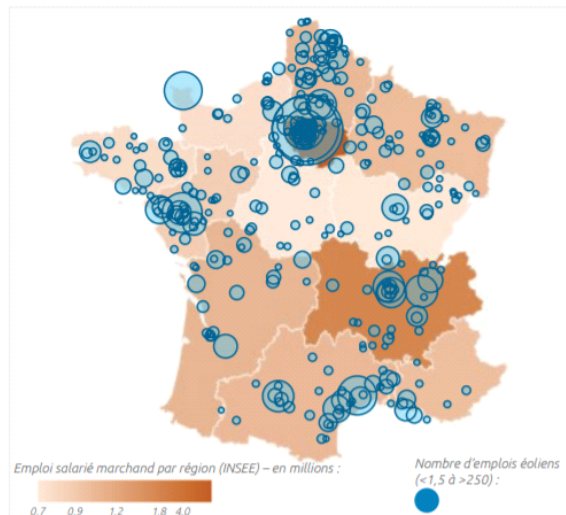 Emploi salarié marchand par région (INSEE) – en millions :
0.7 0.9 1.2 1.8 4.0
Nombre d'emplois éoliens
(<1,5 à >250) :